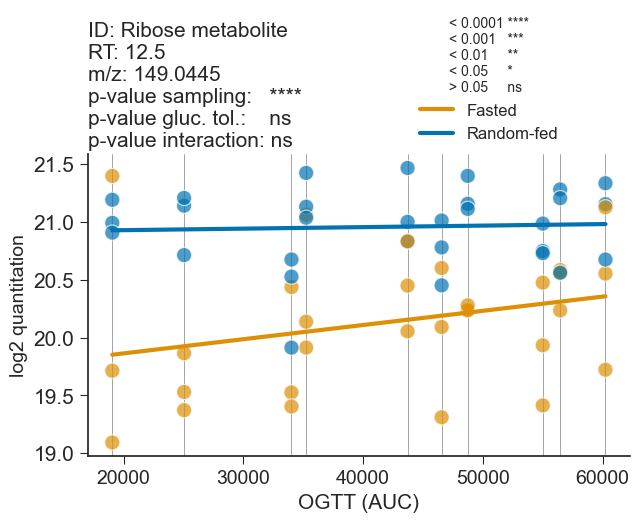 ID: Ribose metabolite
RT: 12.5
m/z: 149.0445
p-value sampling: ****
p-value gluc. tol.: ns
p-value interaction: ns
< 0.0001 ****
< 0.001 ***
< 0.01 **
< 0.05 *
> 0.05 ns
Fasted
Random-fed
log2 quantitation
21.5
21.0
20.5
20.0
19.5
19.0
20000 30000 40000 50000 60000
OGTT (AUC)